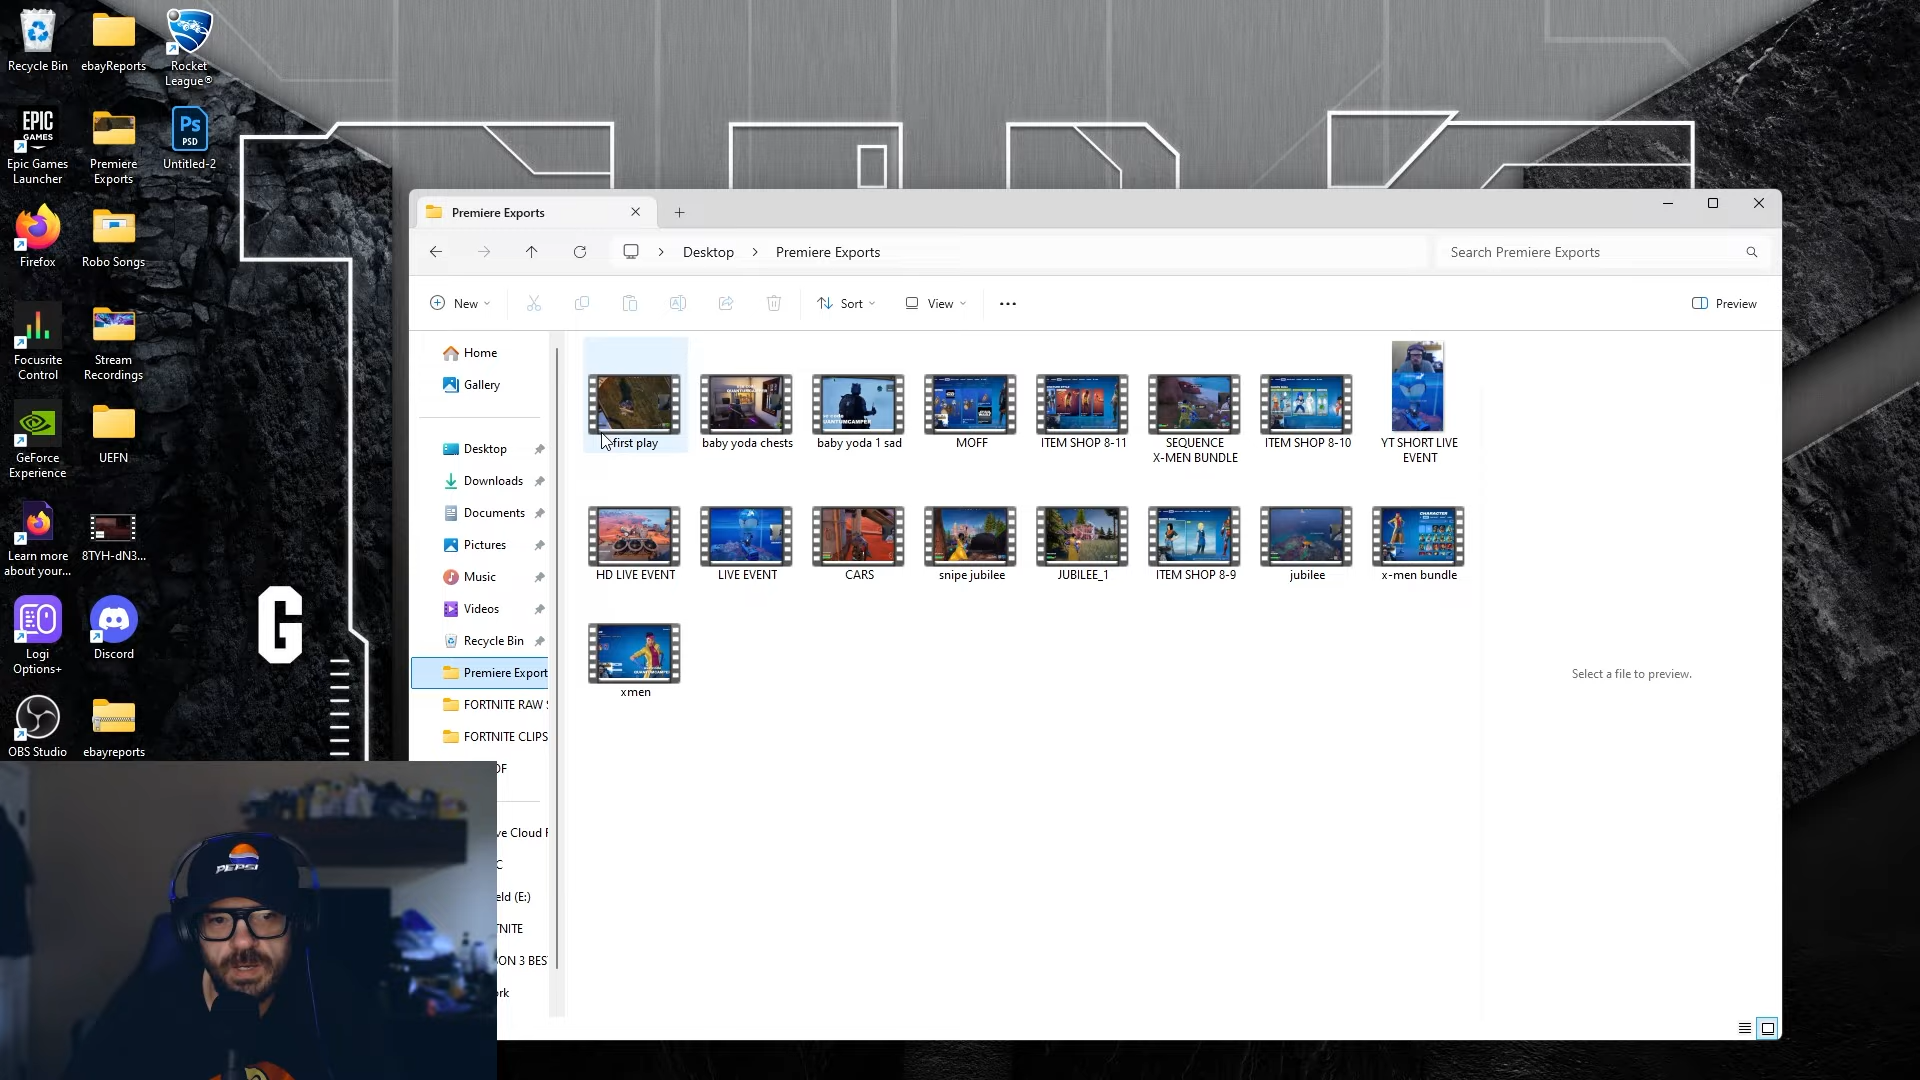 Recycle Bin
ebayReports
Rocket
League®
EPIC
GAMES
Epic Games
Launcher
Premiere
Exports
Ps
PSD
Untitled-2
Firefox
Robo Songs
Focusrite
Control
Stream
Recordings
GeForce
Experience
UEFN
Learn more
about your...
8TYH-dN3...
Logi
Options+
Discord
OBS Studio
ebayreports
G
Premiere Exports
Desktop
Premiere Exports
Search Premiere Exports
New
Sort
View
Preview
Home
Gallery
Desktop
Downloads
Documents
Pictures
Music
Videos
Recycle Bin
Premiere Export
FORTNITE RAW
FORTNITE CLIPS
first play
baby yoda chests
baby yoda 1 sad
MOFF
ITEM SHOP 8-11
SEQUENCE
X-MEN BUNDLE
ITEM SHOP 8-10
YT SHORT LIVE
EVENT
HD LIVE EVENT
LIVE EVENT
CARS
snipe jubilee
JUBILEE_1
ITEM SHOP 8-9
jubilee
x-men bundle
xmen
Select a file to preview.
PEPSI